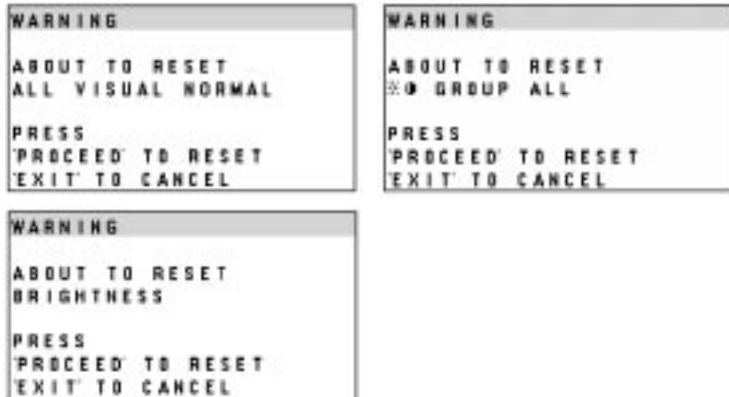 WARNING
ABOUT TO RESET
ALL VISUAL NORMAL
PRESS
'PROCEED' TO RESET
'EXIT' TO CANCEL
WARNING
ABOUT TO RESET
GROUP ALL
PRESS
'PROCEED' TO RESET
'EXIT' TO CANCEL
WARNING
ABOUT TO RESET
BRIGHTNESS
PRESS
'PROCEED' TO RESET
'EXIT' TO CANCEL